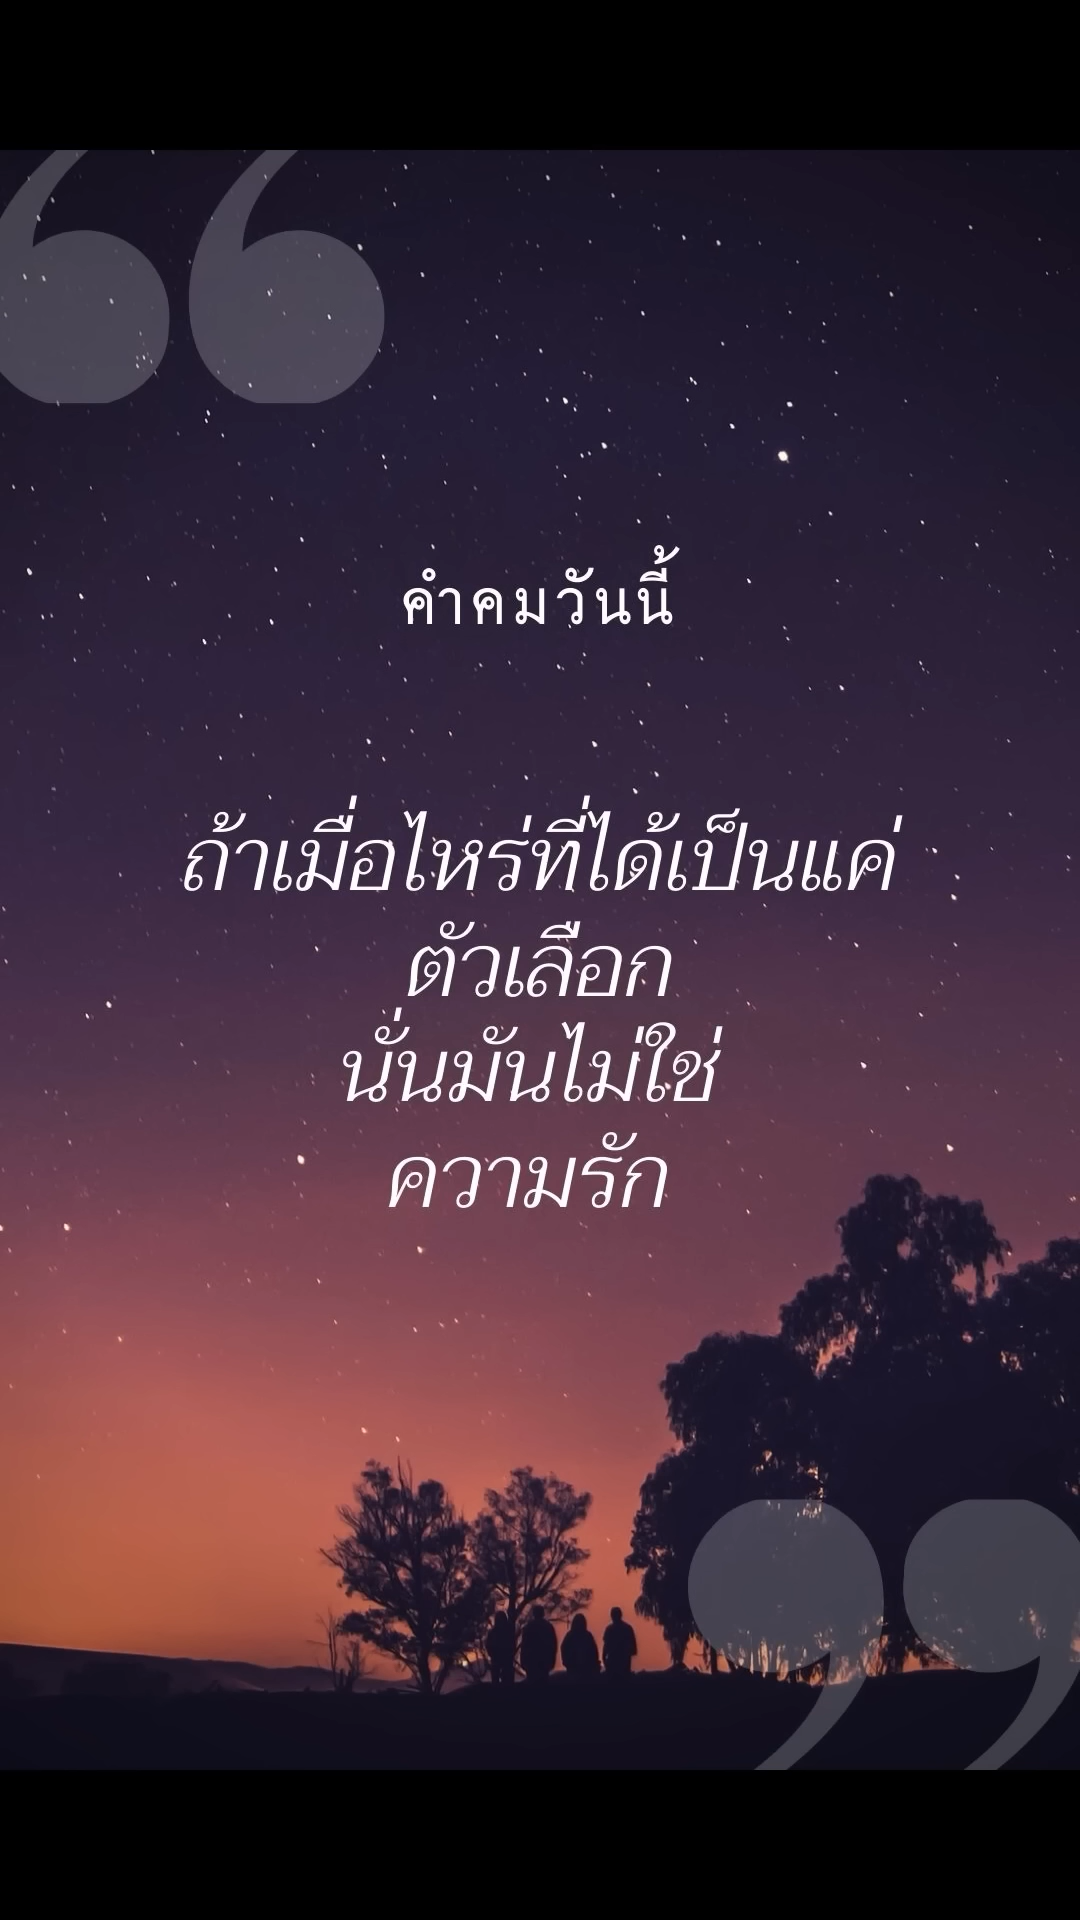 คำคมวันนี้
ถ้าเมื่อไหร่ที่ได้เป็นแค่
ตัวเลือก
นั่นมันไม่ใช่
ความรัก